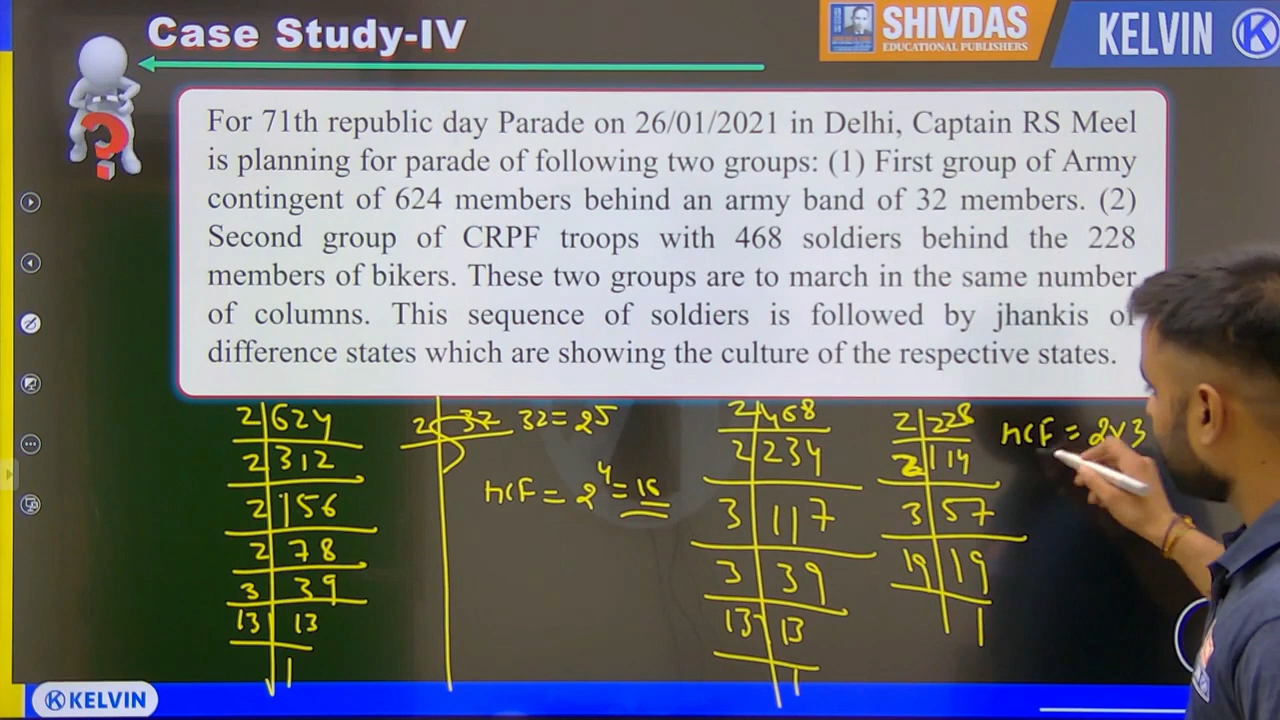 Case Study-IV
SHIVDAS
EDUCATIONAL PUBLISHERS
KELVIN
For 71th republic day Parade on 26/01/2021 in Delhi, Captain RS Meel
is planning for parade of following two groups: (1) First group of Army
contingent of 624 members behind an army band of 32 members. (2)
Second group of CRPF troops with 468 soldiers behind the 228
members of bikers. These two groups are to march in the same number
of columns. This sequence of soldiers is followed by jhankis of
difference states which are showing the culture of the respective states.
2 624
2 312
2 156
2 78
3 39
13 13
1
32 32 = 2^5
HCF = 2^4 = 16
2 468
2 234
3 117
3 39
13 13
1
2 228
2 114
3 57
19 19
1
HCF = 2×3
KELVIN